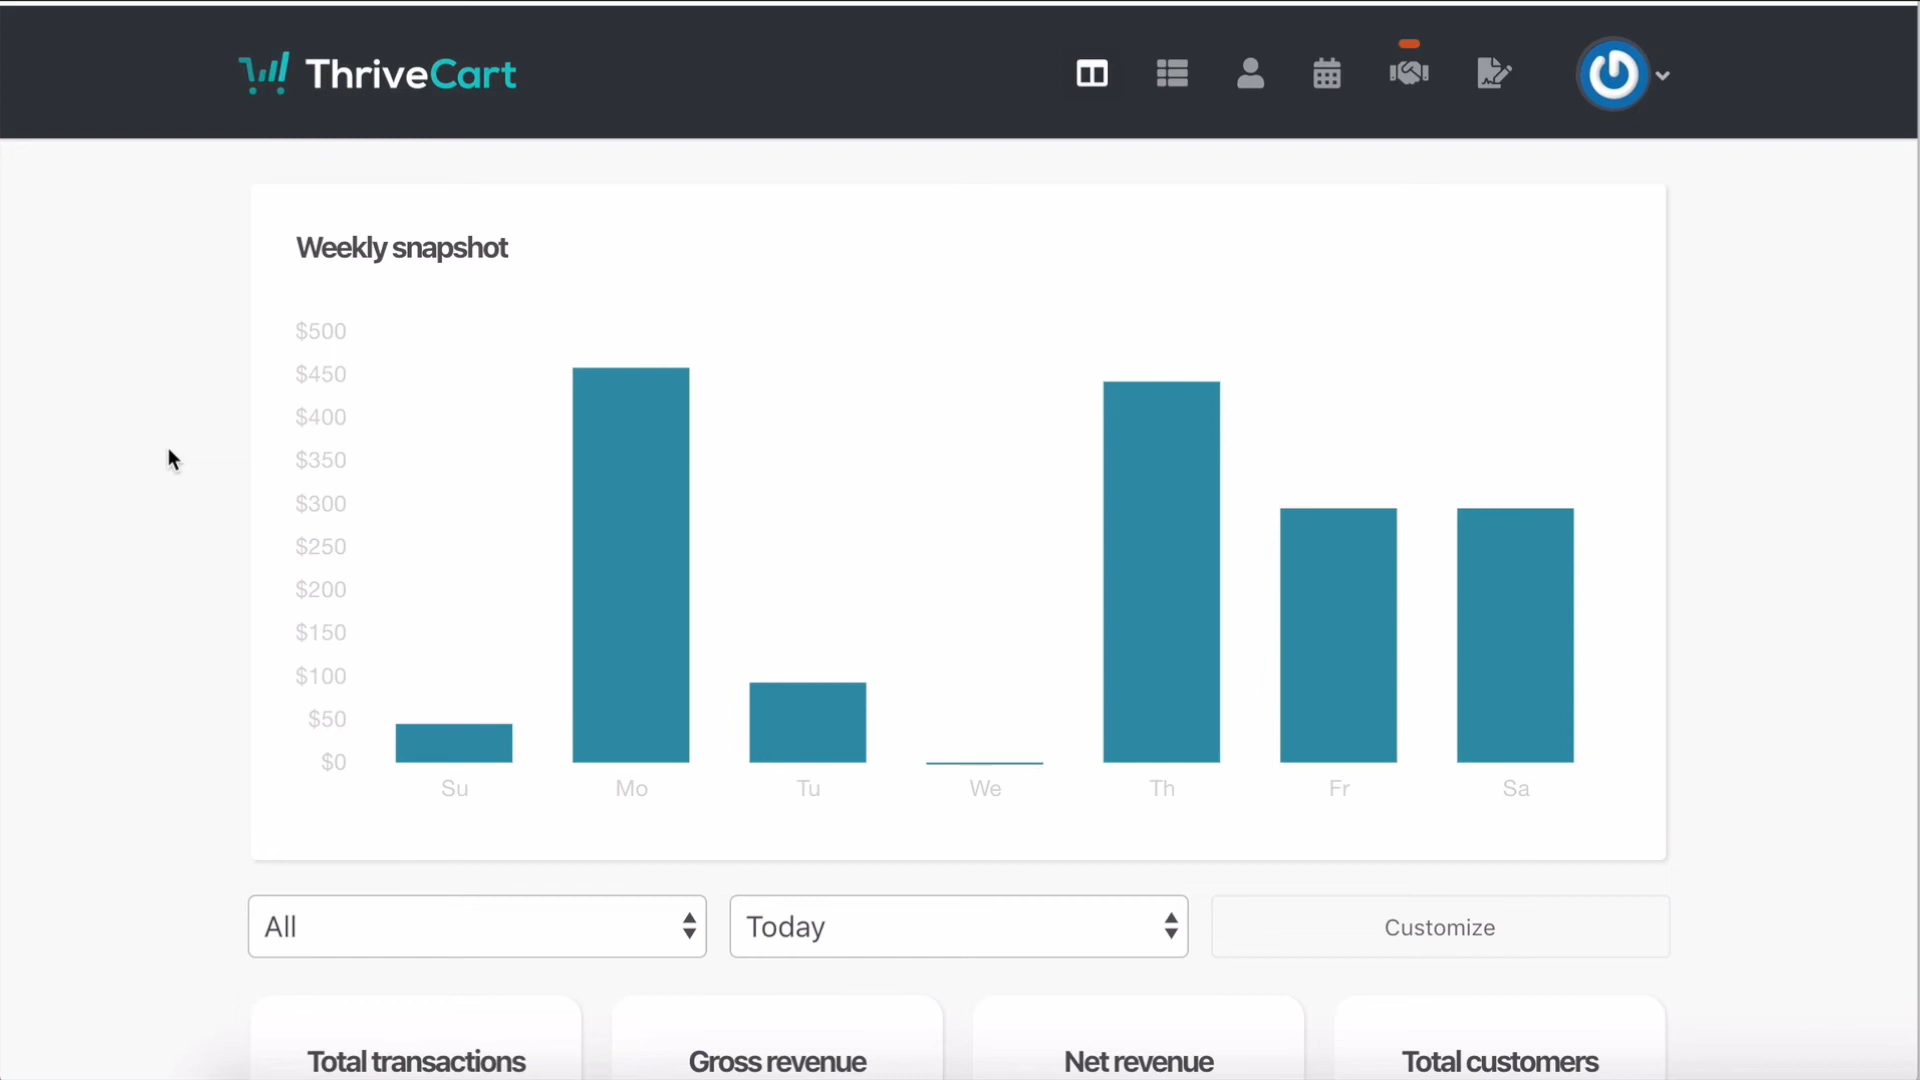 ThriveCart
Weekly snapshot
$500
$450
$400
$350
$300
$250
$200
$150
$100
$50
$0
Su Mo Tu We Th Fr Sa
All Today Customize
Total transactions Gross revenue Net revenue Total customers